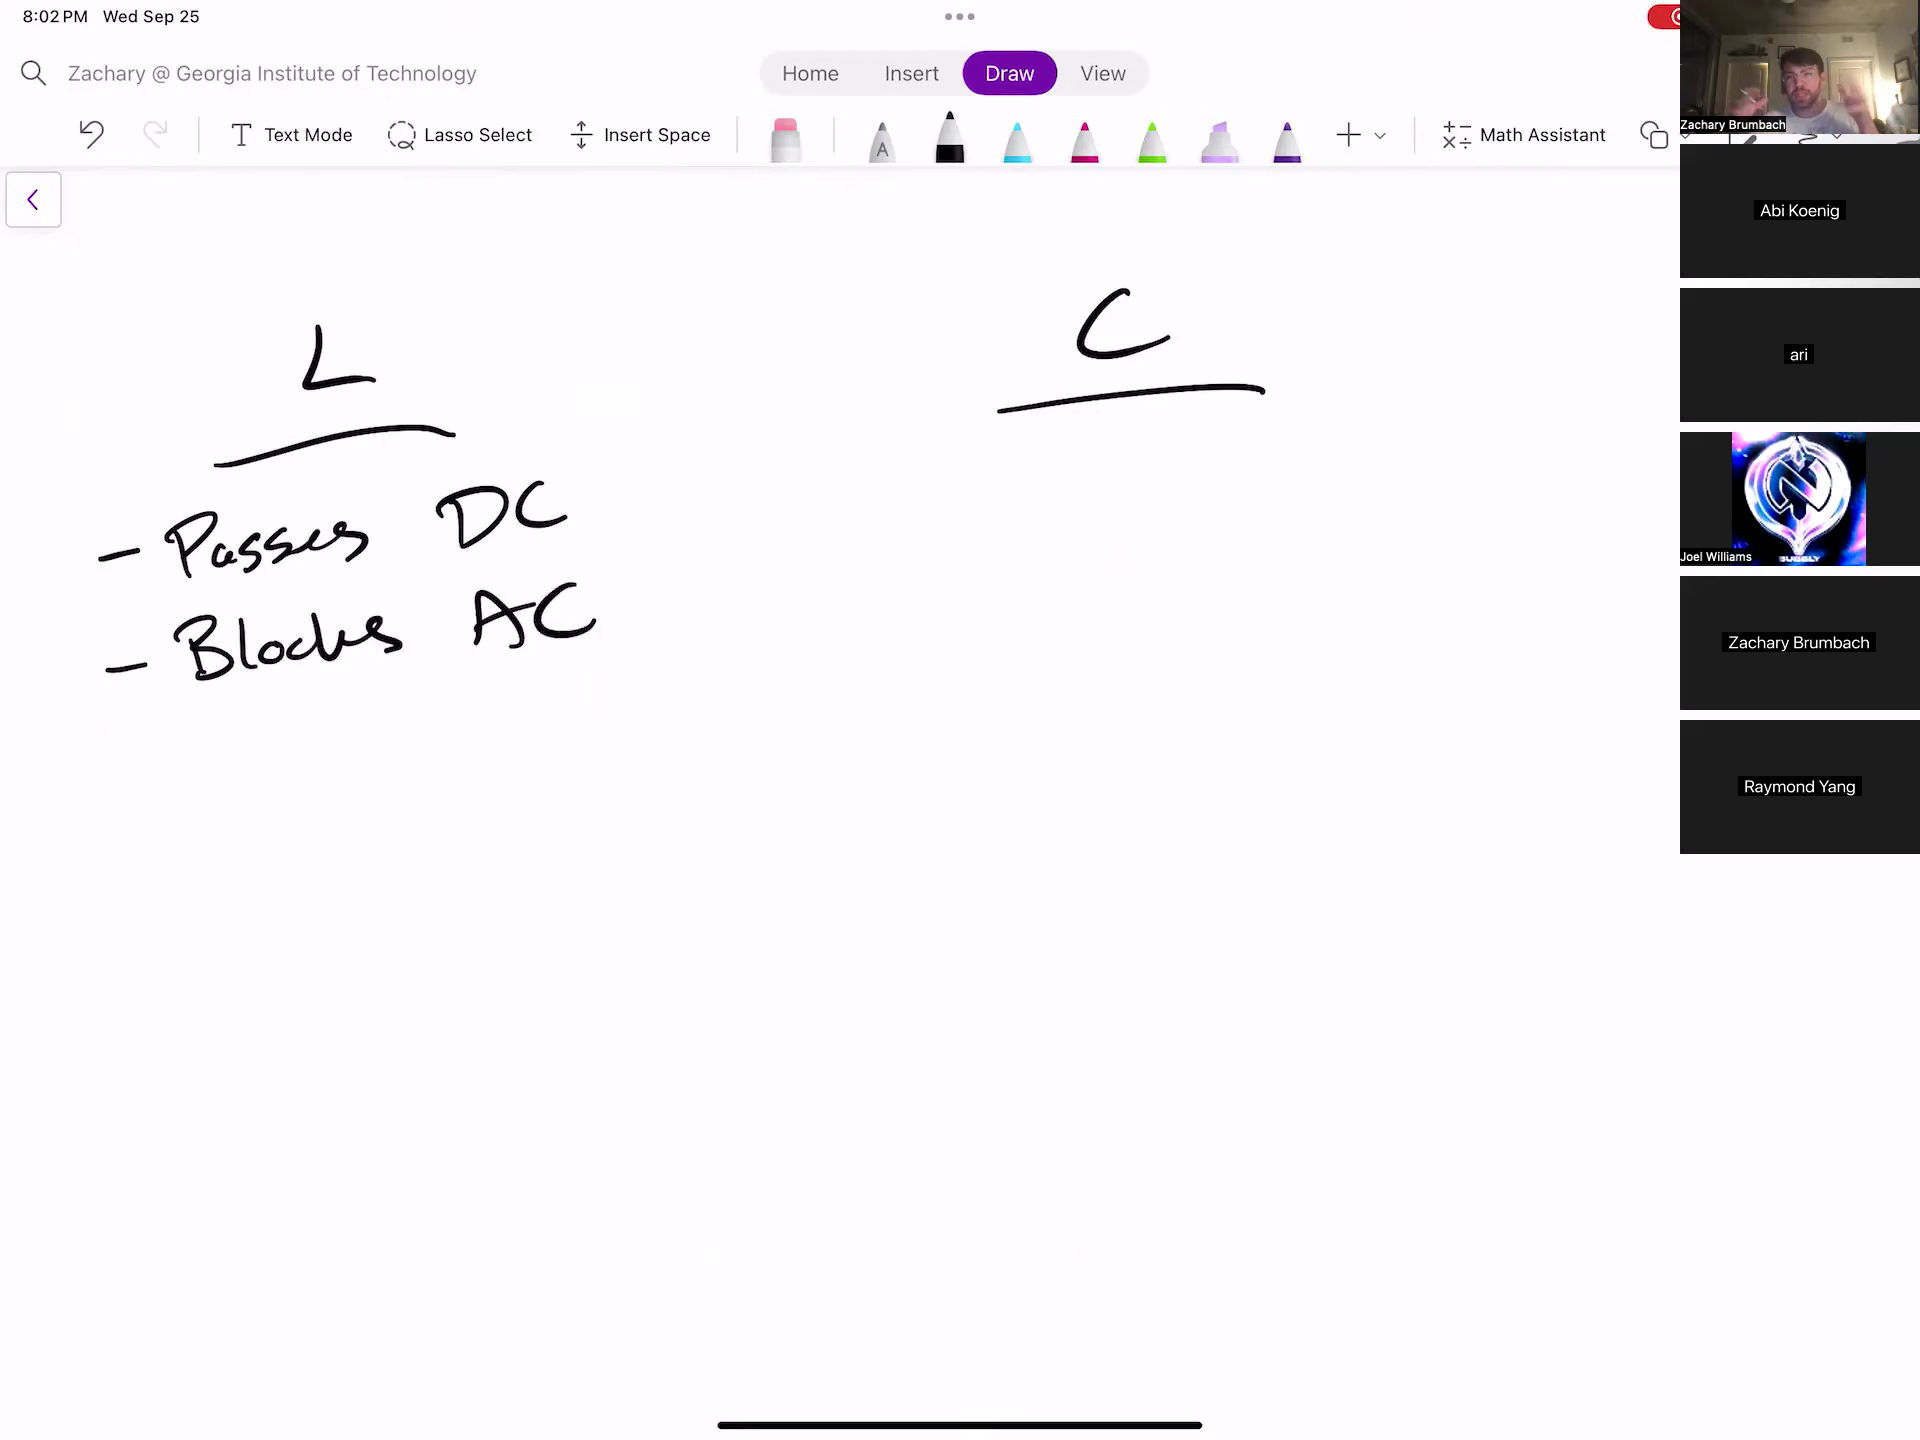 8:02 PM Wed Sep 25
Zachary @ Georgia Institute of Technology
Home Insert Draw View
Text Mode Lasso Select Insert Space A Math Assistant
L
- Passes DC
- Blocks AC
C
Zachary Brumbach
Abi Koenig
ari
Joel Williams
Zachary Brumbach
Raymond Yang